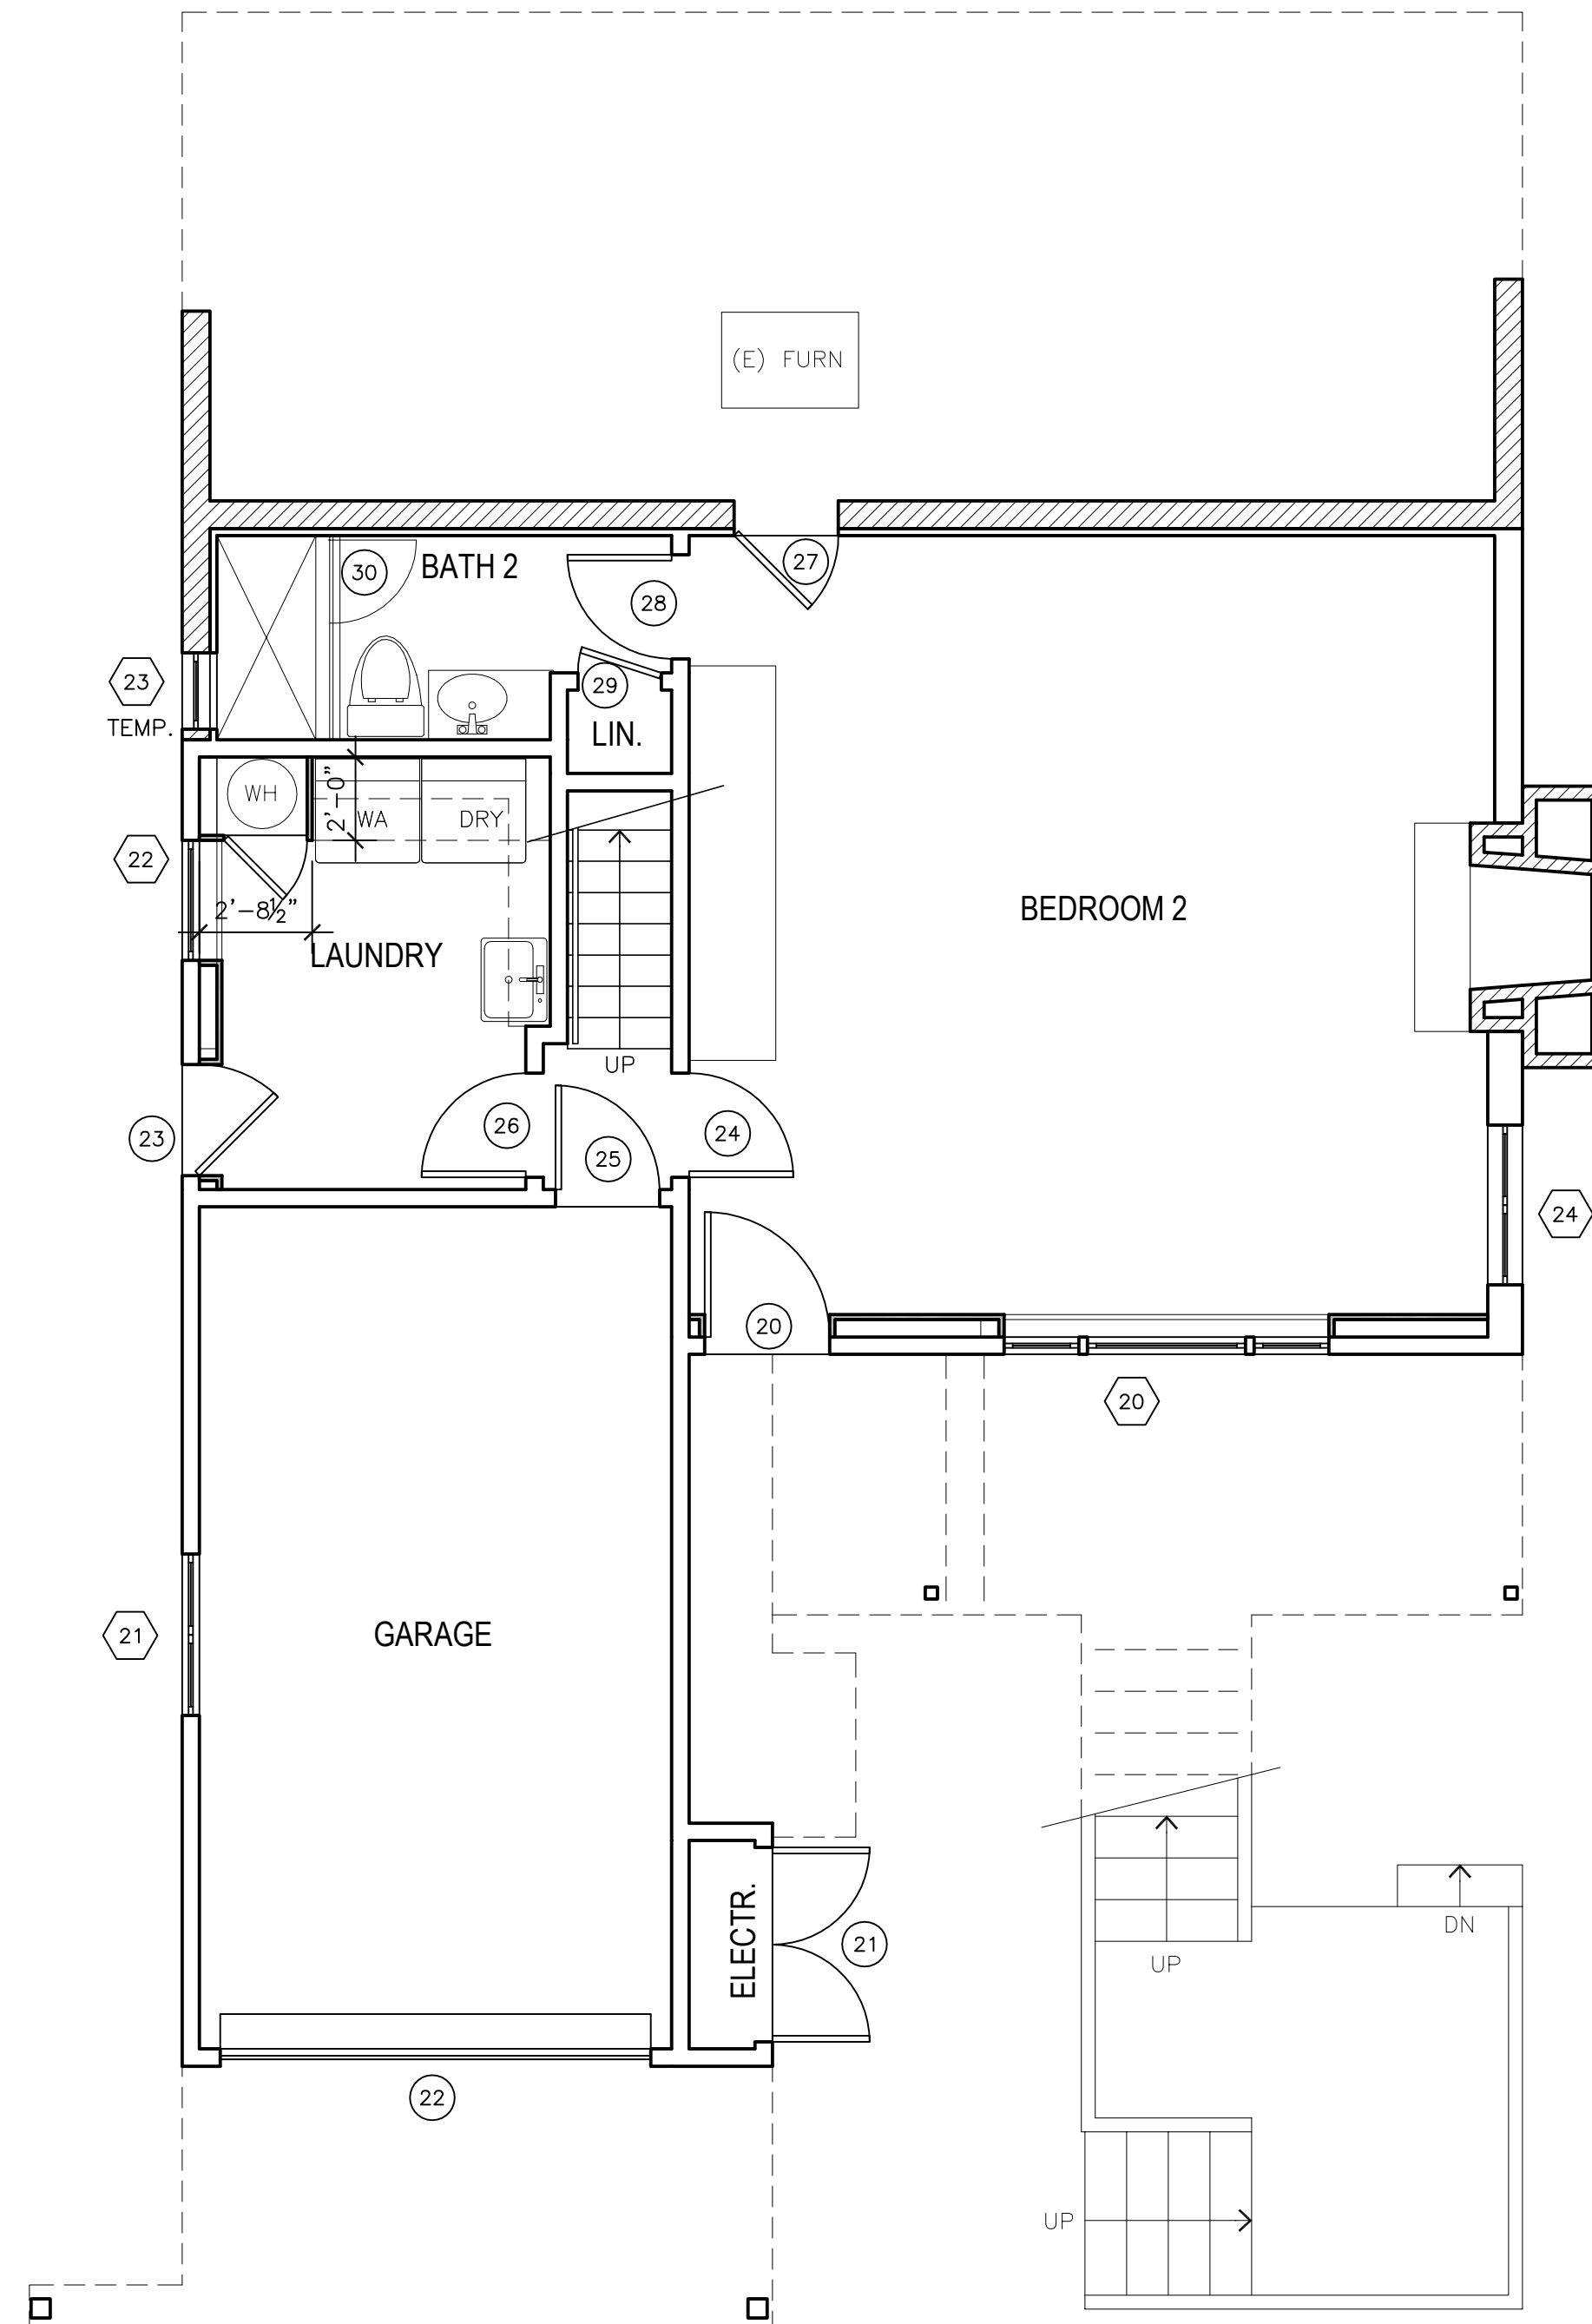 (E) FURN
30
BATH 2
27
28
23
TEMP.
29
LIN.
WH
2'-0"
WA
DRY
22
2'-8½"
LAUNDRY
BEDROOM 2
UP
26
24
23
25
24
20
20
21
GARAGE
ELECTR.
21
DN
UP
22
UP